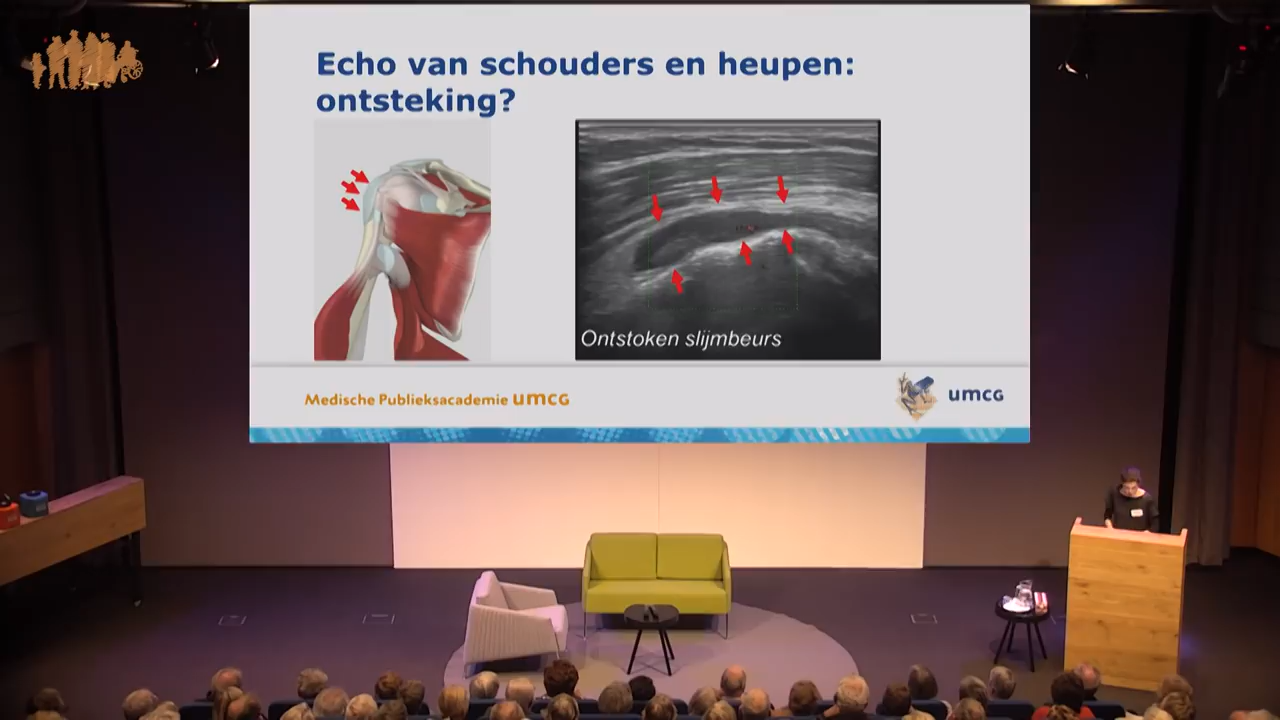 Echo van schouders en heupen:
ontsteking?
Ontstoken slijmbeurs
Medische Publieksacademie umcg
umcg